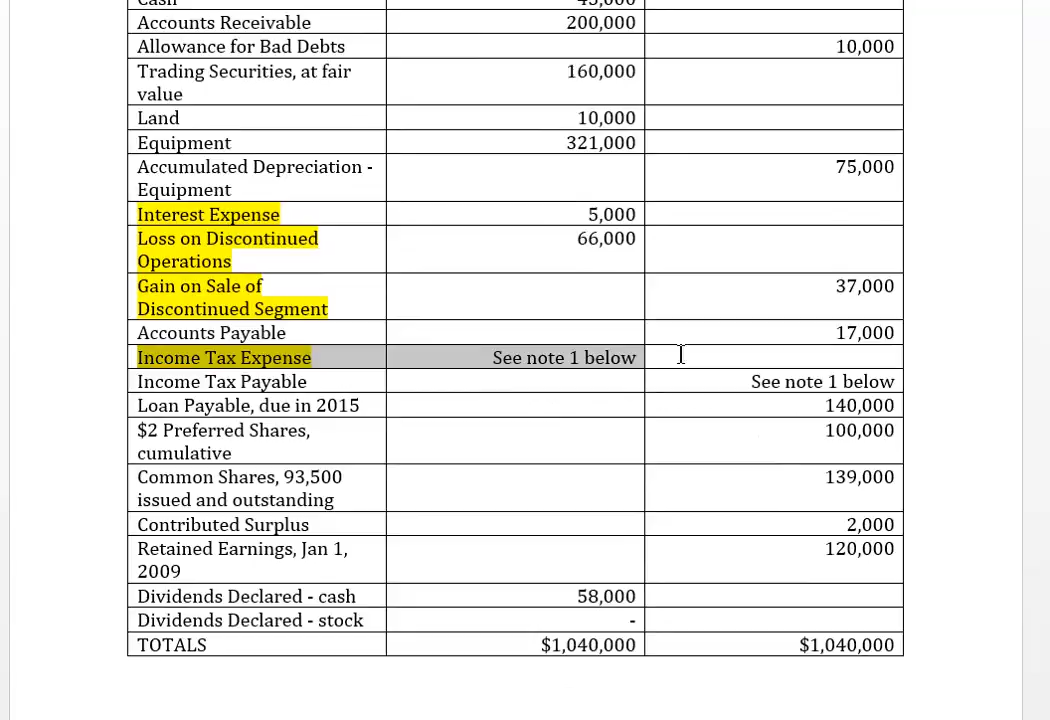 Cash 45,000
Accounts Receivable 200,000
Allowance for Bad Debts 10,000
Trading Securities, at fair 160,000
value
Land 10,000
Equipment 321,000
Accumulated Depreciation - 75,000
Equipment
Interest Expense 5,000
Loss on Discontinued 66,000
Operations
Gain on Sale of 37,000
Discontinued Segment
Accounts Payable 17,000
Income Tax Expense See note 1 below
Income Tax Payable See note 1 below
Loan Payable, due in 2015 140,000
$2 Preferred Shares, 100,000
cumulative
Common Shares, 93,500 139,000
issued and outstanding
Contributed Surplus 2,000
Retained Earnings, Jan 1, 120,000
2009
Dividends Declared - cash 58,000
Dividends Declared - stock -
TOTALS $1,040,000 $1,040,000